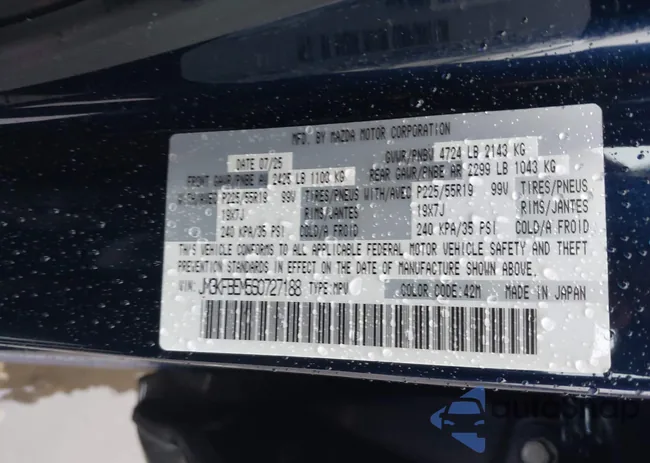 MFD. BY MAZDA MOTOR CORPORATION
DATE 07/25 GVWR/PNBV 4724 LB 2143 KG
FRONT GAWR/PNBE AV 2425 LB 1100 KG REAR GAWR/PNBE AR 2299 LB 1043 KG
WITH/AVEC P225/55R19 99V TIRES/PNEUS WITH/AVEC P225/55R19 99V TIRES/PNEUS
19X7J RIMS/JANTES 19X7J RIMS/JANTES
240 KPA/35 PSI COLD/A FROID 240 KPA/35 PSI COLD/A FROID
THIS VEHICLE CONFORMS TO ALL APPLICABLE FEDERAL MOTOR VEHICLE SAFETY AND THEFT
PREVENTION STANDARDS IN EFFECT ON THE DATE OF MANUFACTURE SHOWN ABOVE.
VIN: TYPE:MPV COLOR CODE:42M MADE IN JAPAN